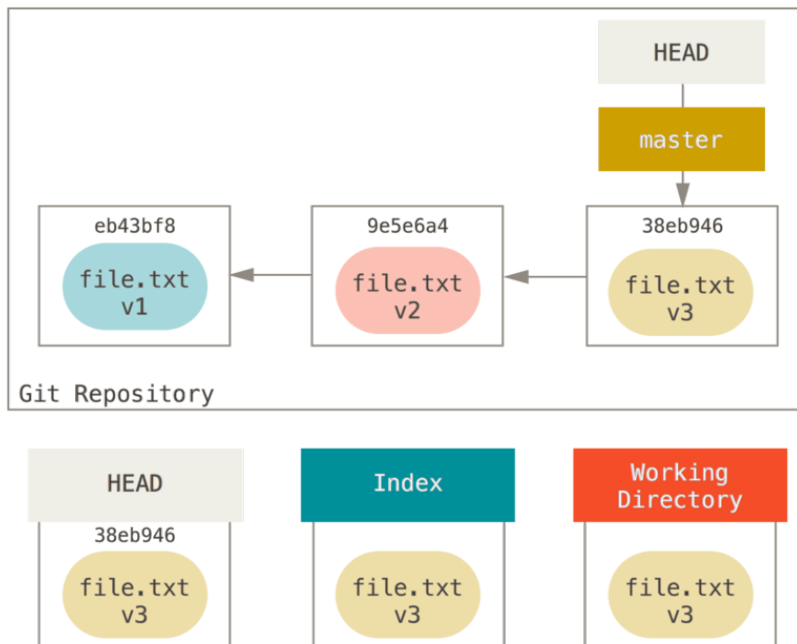 HEAD
master
eb43bf8
9e5e6a4
38eb946
file.txt
v1
file.txt
v2
file.txt
v3
Git Repository
HEAD
Index
Working
Directory
38eb946
file.txt
v3
file.txt
v3
file.txt
v3